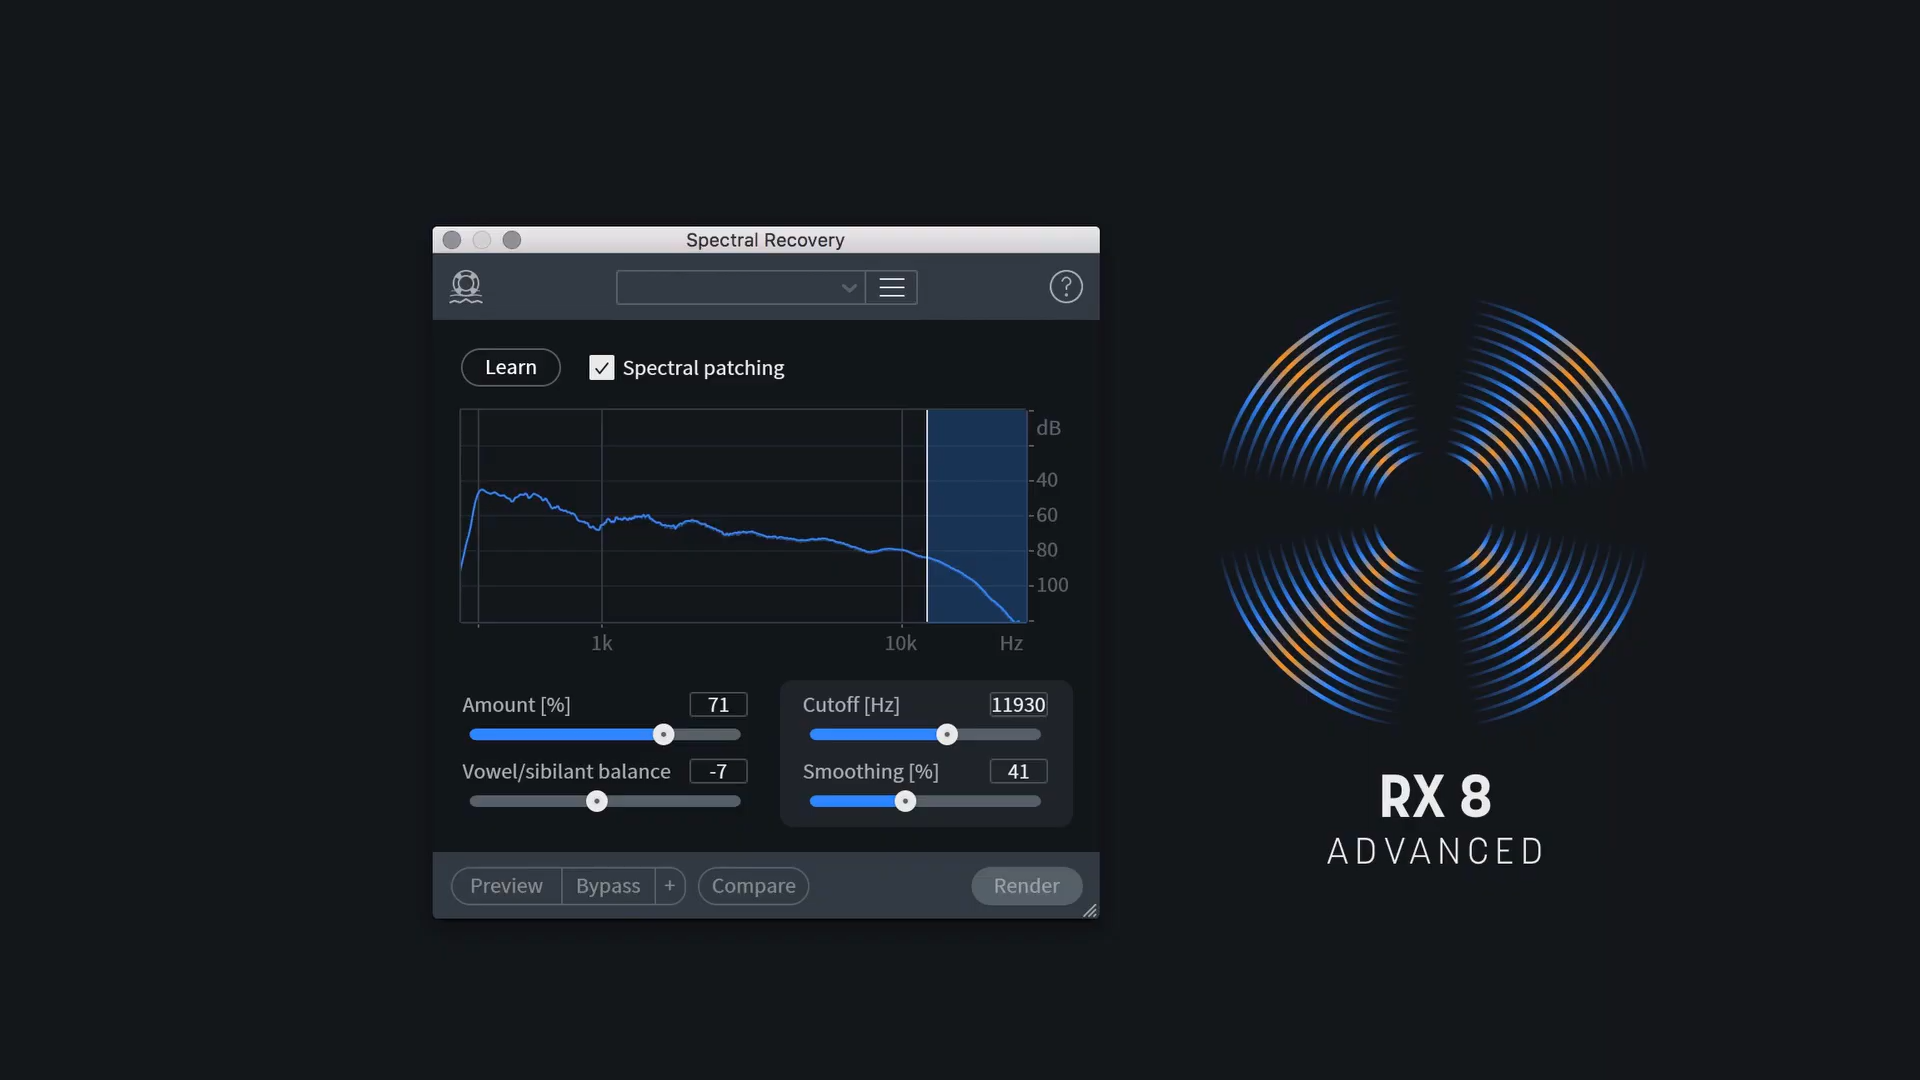 Spectral Recovery
?
Learn
Spectral patching
dB
40
60
80
100
1k
10k
Hz
Amount [%]
71
Cutoff [Hz]
11930
Vowel/sibilant balance
-7
Smoothing [%]
41
Preview
Bypass
+
Compare
Render
RX 8
ADVANCED